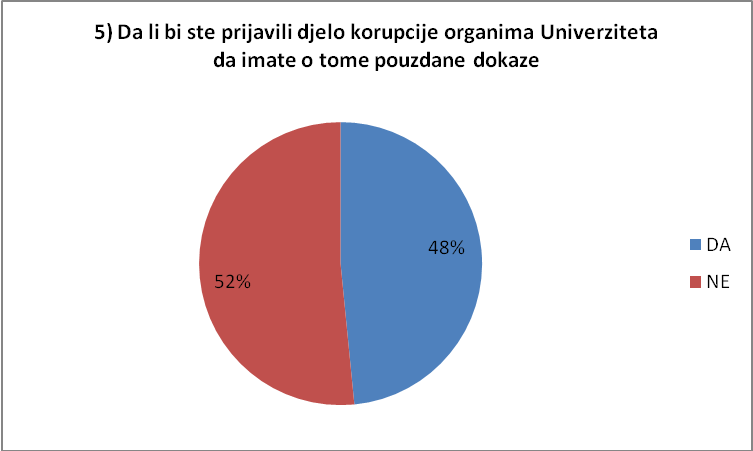 5) Da li bi ste prijavili djelo korupcije organima Univerziteta
da imate o tome pouzdane dokaze
48%
52%
DA
NE